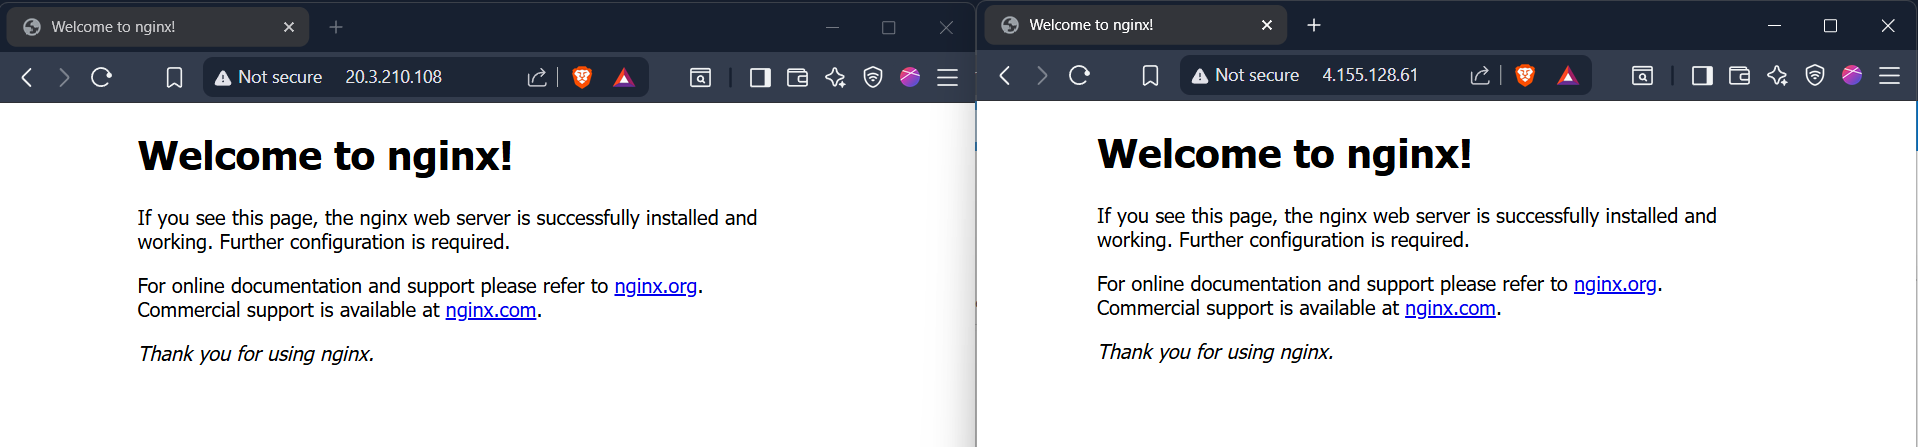 Welcome to nginx!
Not secure 20.3.210.108
Welcome to nginx!
If you see this page, the nginx web server is successfully installed and
working. Further configuration is required.
For online documentation and support please refer to nginx.org.
Commercial support is available at nginx.com.
Thank you for using nginx.
Welcome to nginx!
Not secure 4.155.128.61
Welcome to nginx!
If you see this page, the nginx web server is successfully installed and
working. Further configuration is required.
For online documentation and support please refer to nginx.org.
Commercial support is available at nginx.com.
Thank you for using nginx.